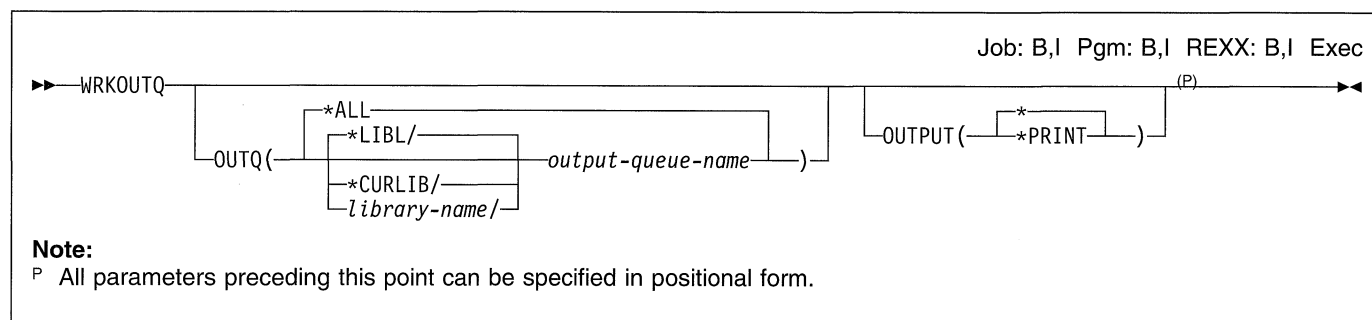 Job: B,I Pgm: B,I REXX: B,I Exec
WRKOUTQ (P)
*ALL *
*LIBL/ OUTPUT( *PRINT )
OUTQ( output-queue-name )
*CURLIB/
library-name/
Note:
P All parameters preceding this point can be specified in positional form.